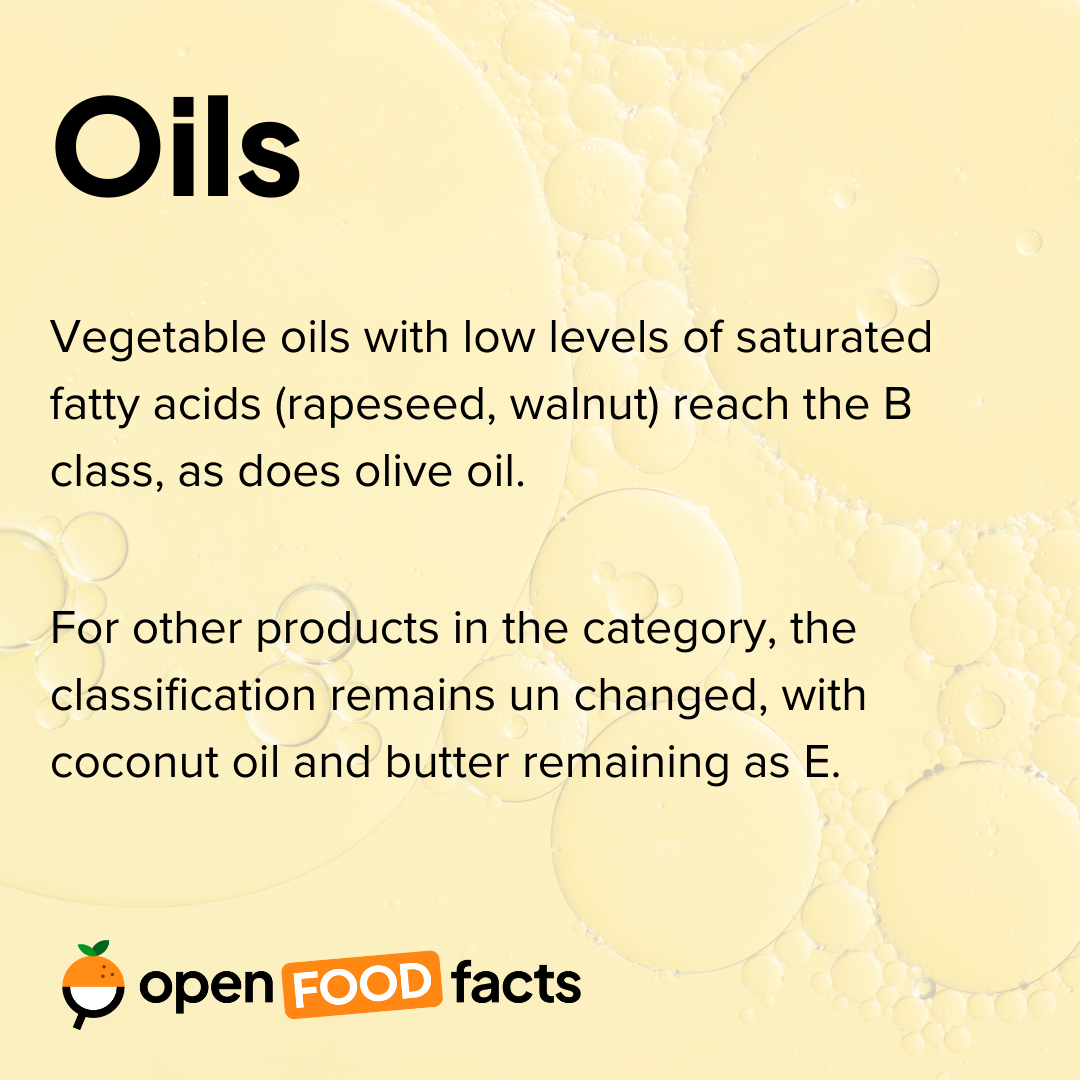 Oils
Vegetable oils with low levels of saturated
fatty acids (rapeseed, walnut) reach the B
class, as does olive oil.
For other products in the category, the
classification remains un changed, with
coconut oil and butter remaining as E.
open FOOD facts